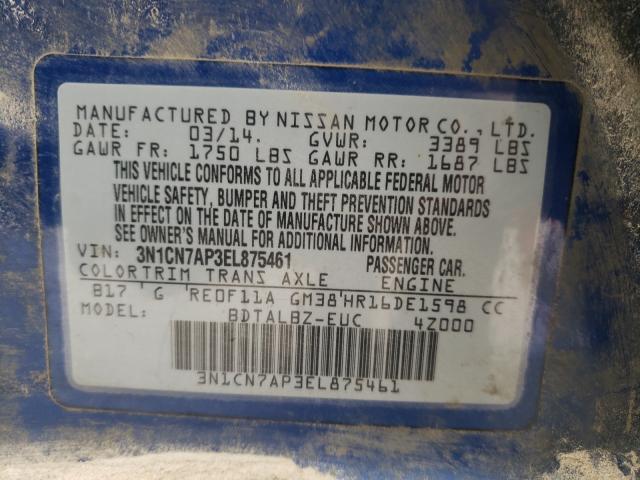 MANUFACTURED BY NISSAN MOTOR CO., LTD.
DATE: 03/14. GVWR: 3389 LBS
GAWR FR: 1750 LBS GAWR RR: 1687 LBS
THIS VEHICLE CONFORMS TO ALL APPLICABLE FEDERAL MOTOR
VEHICLE SAFETY, BUMPER AND THEFT PREVENTION STANDARDS
IN EFFECT ON THE DATE OF MANUFACTURE SHOWN ABOVE.
SEE OWNER'S MANUAL FOR ADDITIONAL INFORMATION.
VIN: 3N1CN7AP3EL875461 PASSENGER CAR.
COLORTRIM TRANS AXLE ENGINE
B17 'G 'RE0F11A GM38'HR16DE1598 CC
MODEL: BDTALBZ-EUC 4Z000
3N1CN7AP3EL875461